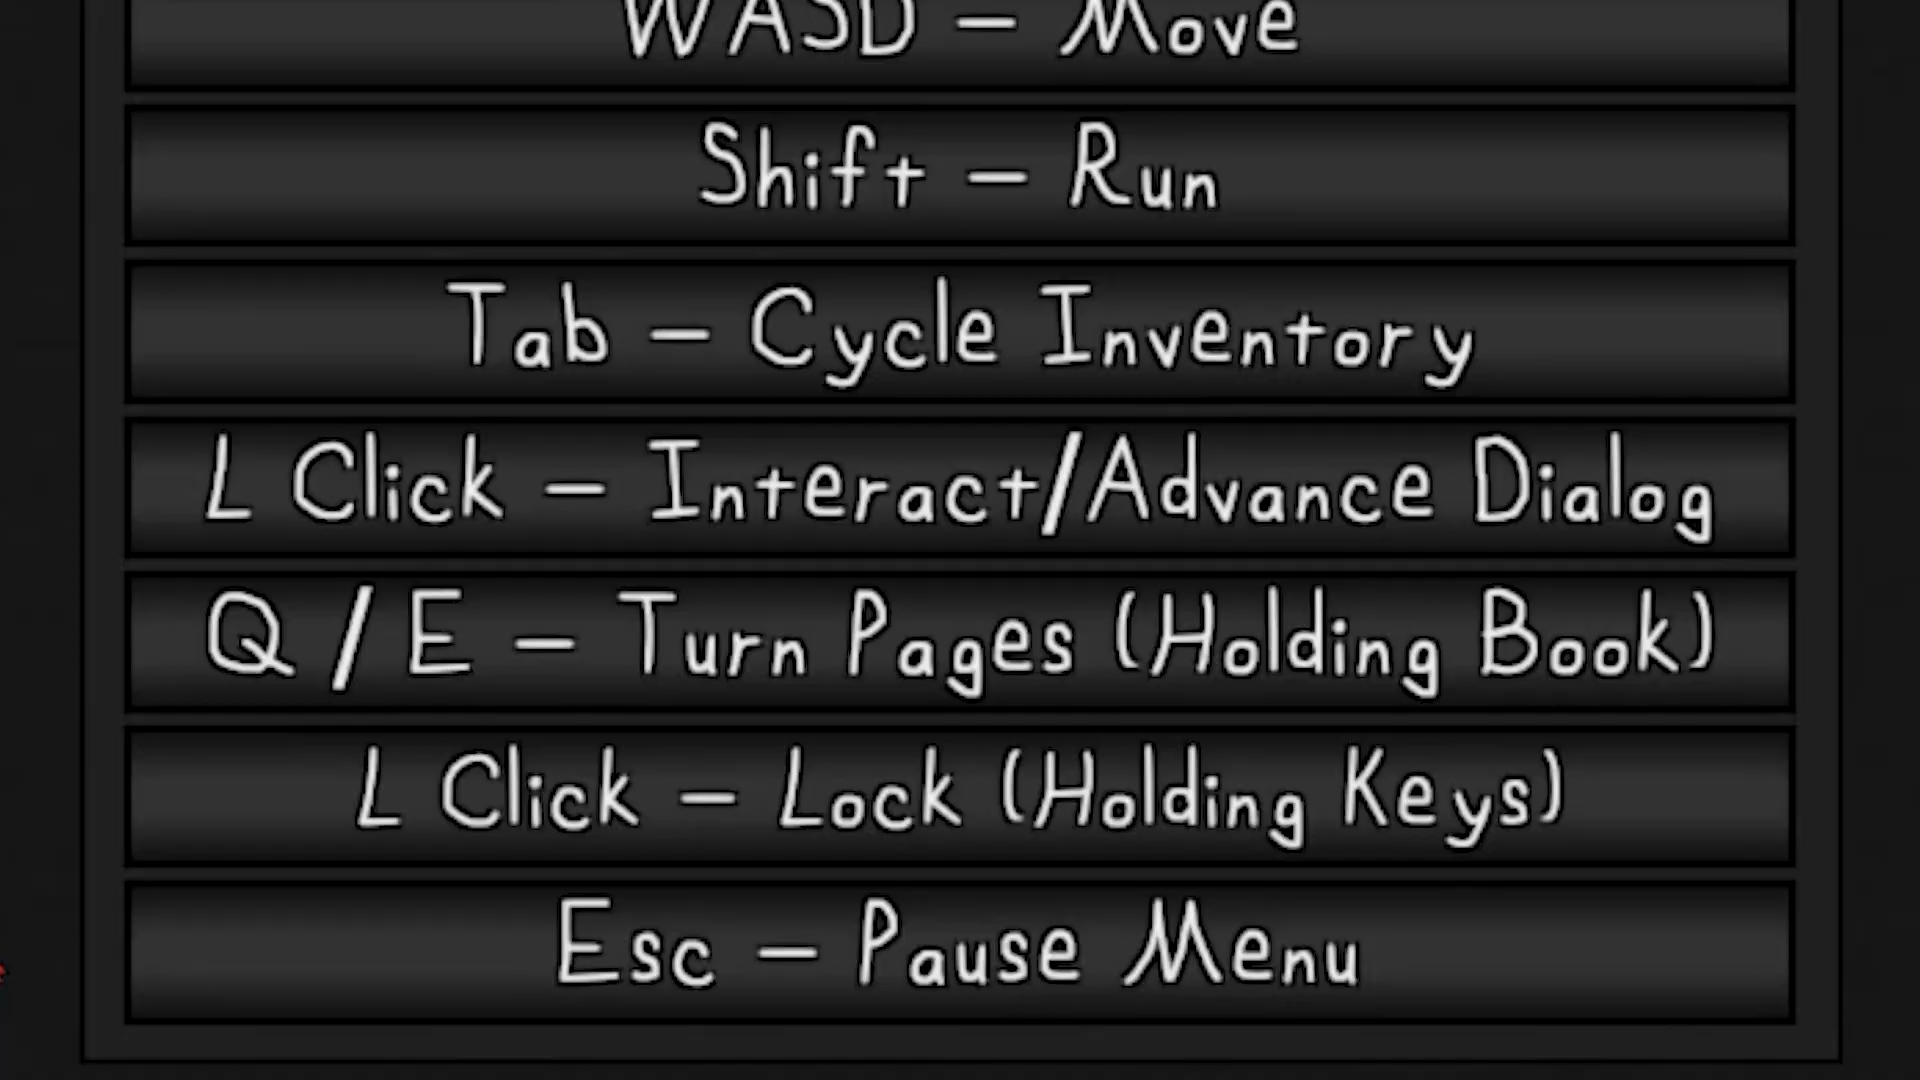 WASD – Move
Shift – Run
Tab – Cycle Inventory
L Click – Interact/Advance Dialog
Q / E – Turn Pages (Holding Book)
L Click – Lock (Holding Keys)
Esc – Pause Menu